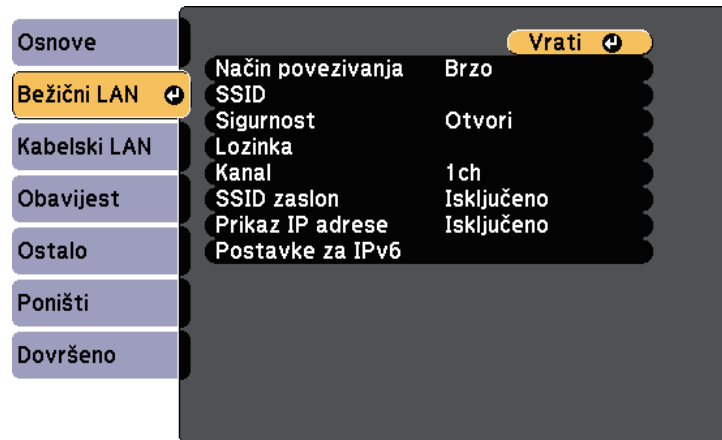 Osnove
Bežični LAN
Kabelski LAN
Obavijest
Ostalo
Poništi
Dovršeno
Vrati
Način povezivanja Brzo
SSID
Sigurnost Otvori
Lozinka
Kanal 1ch
SSID zaslon Isključeno
Prikaz IP adrese Isključeno
Postavke za IPv6